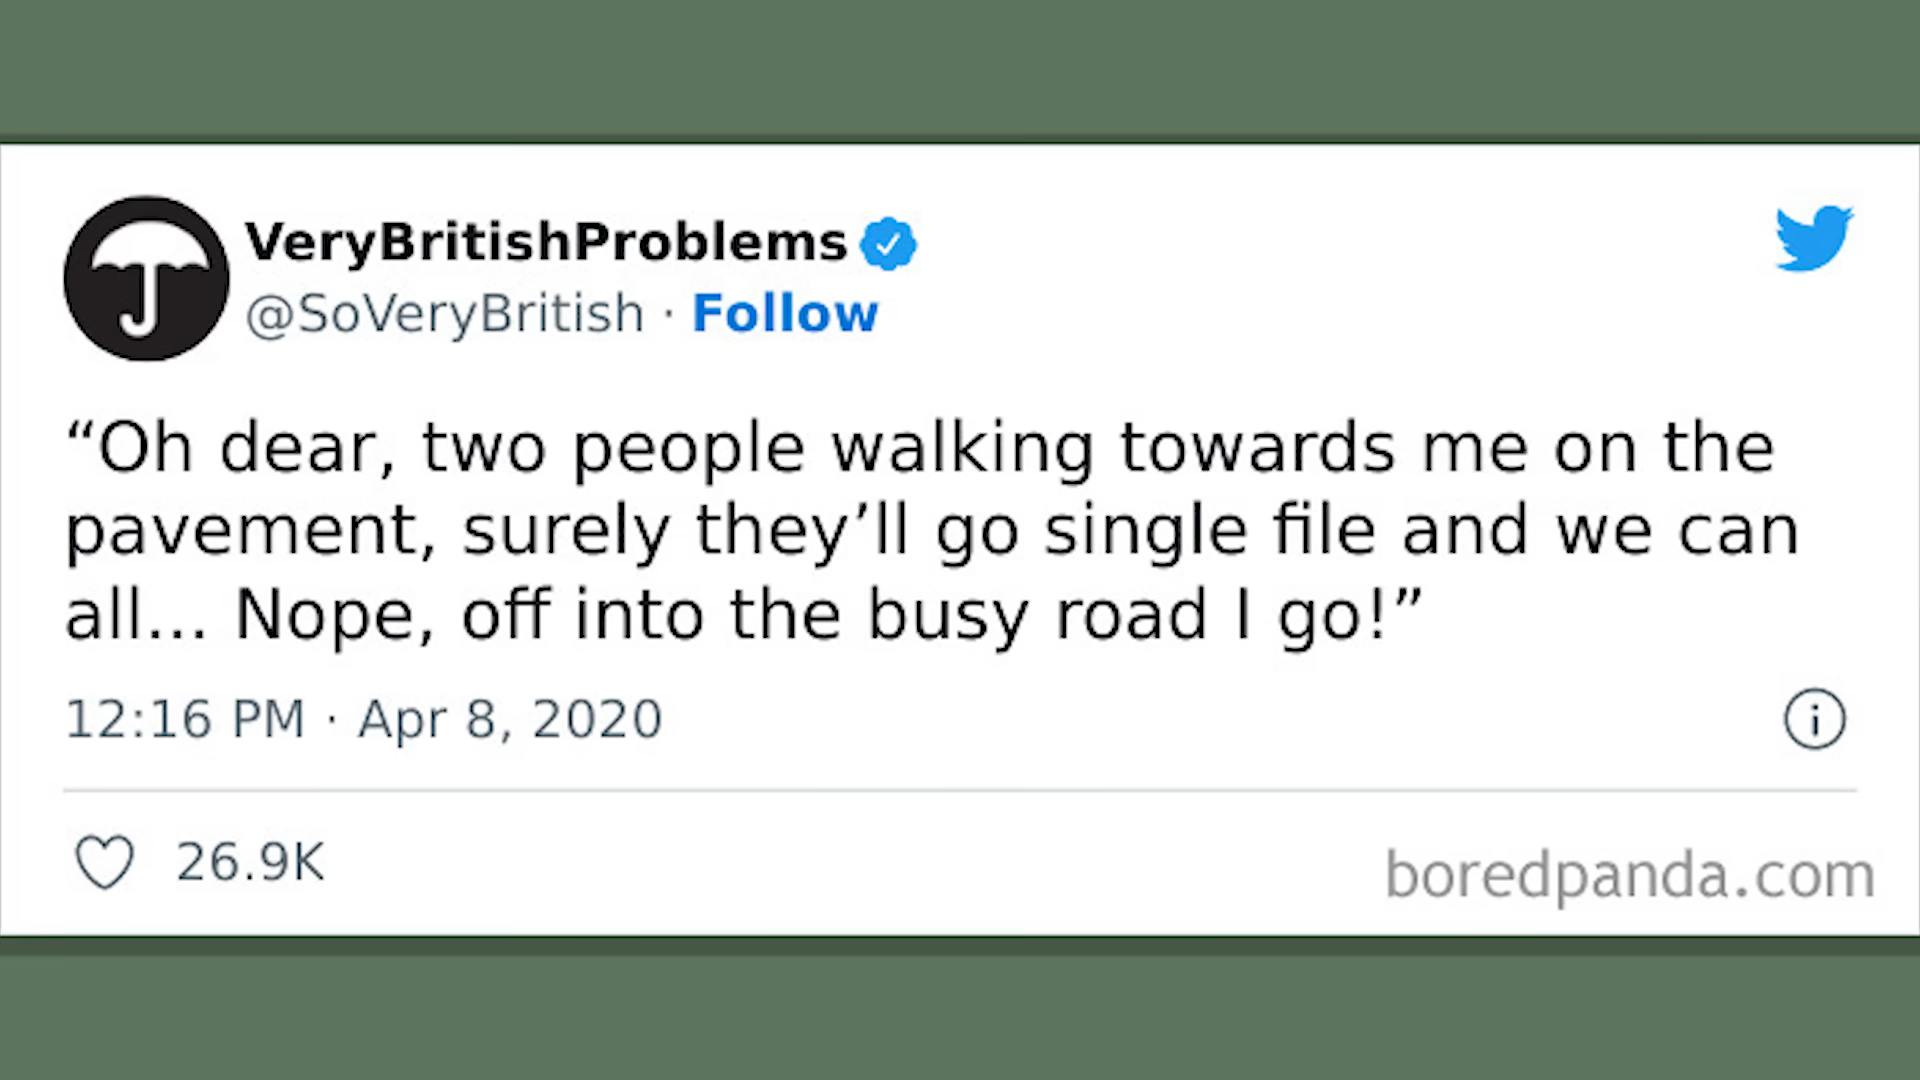 VeryBritishProblems
@SoVeryBritish · Follow
“Oh dear, two people walking towards me on the
pavement, surely they’ll go single file and we can
all... Nope, off into the busy road I go!”
12:16 PM · Apr 8, 2020
26.9K
boredpanda.com